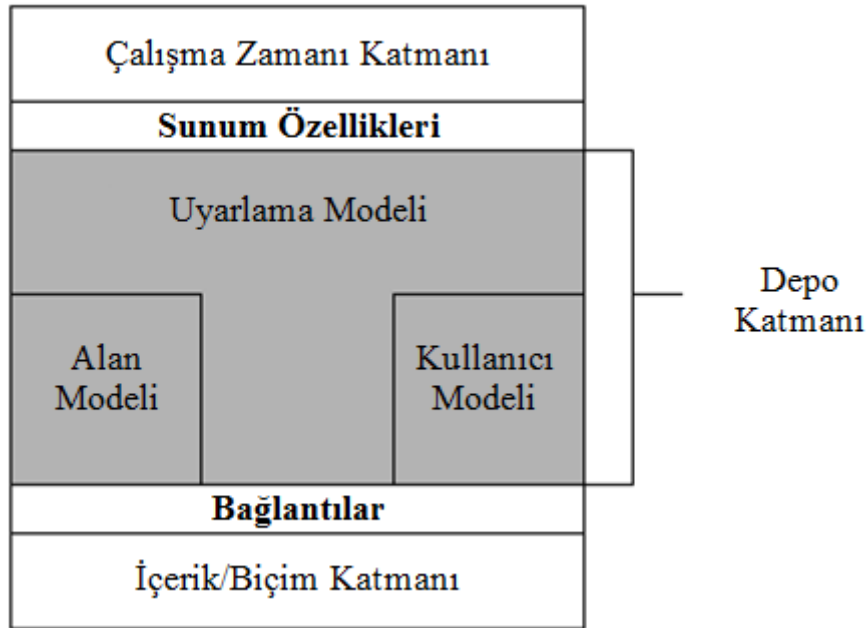 Çalışma Zamanı Katmanı
Sunum Özellikleri
Uyarlama Modeli
Alan
Modeli
Kullanıcı
Modeli
Depo
Katmanı
Bağlantılar
İçerik/Biçim Katmanı